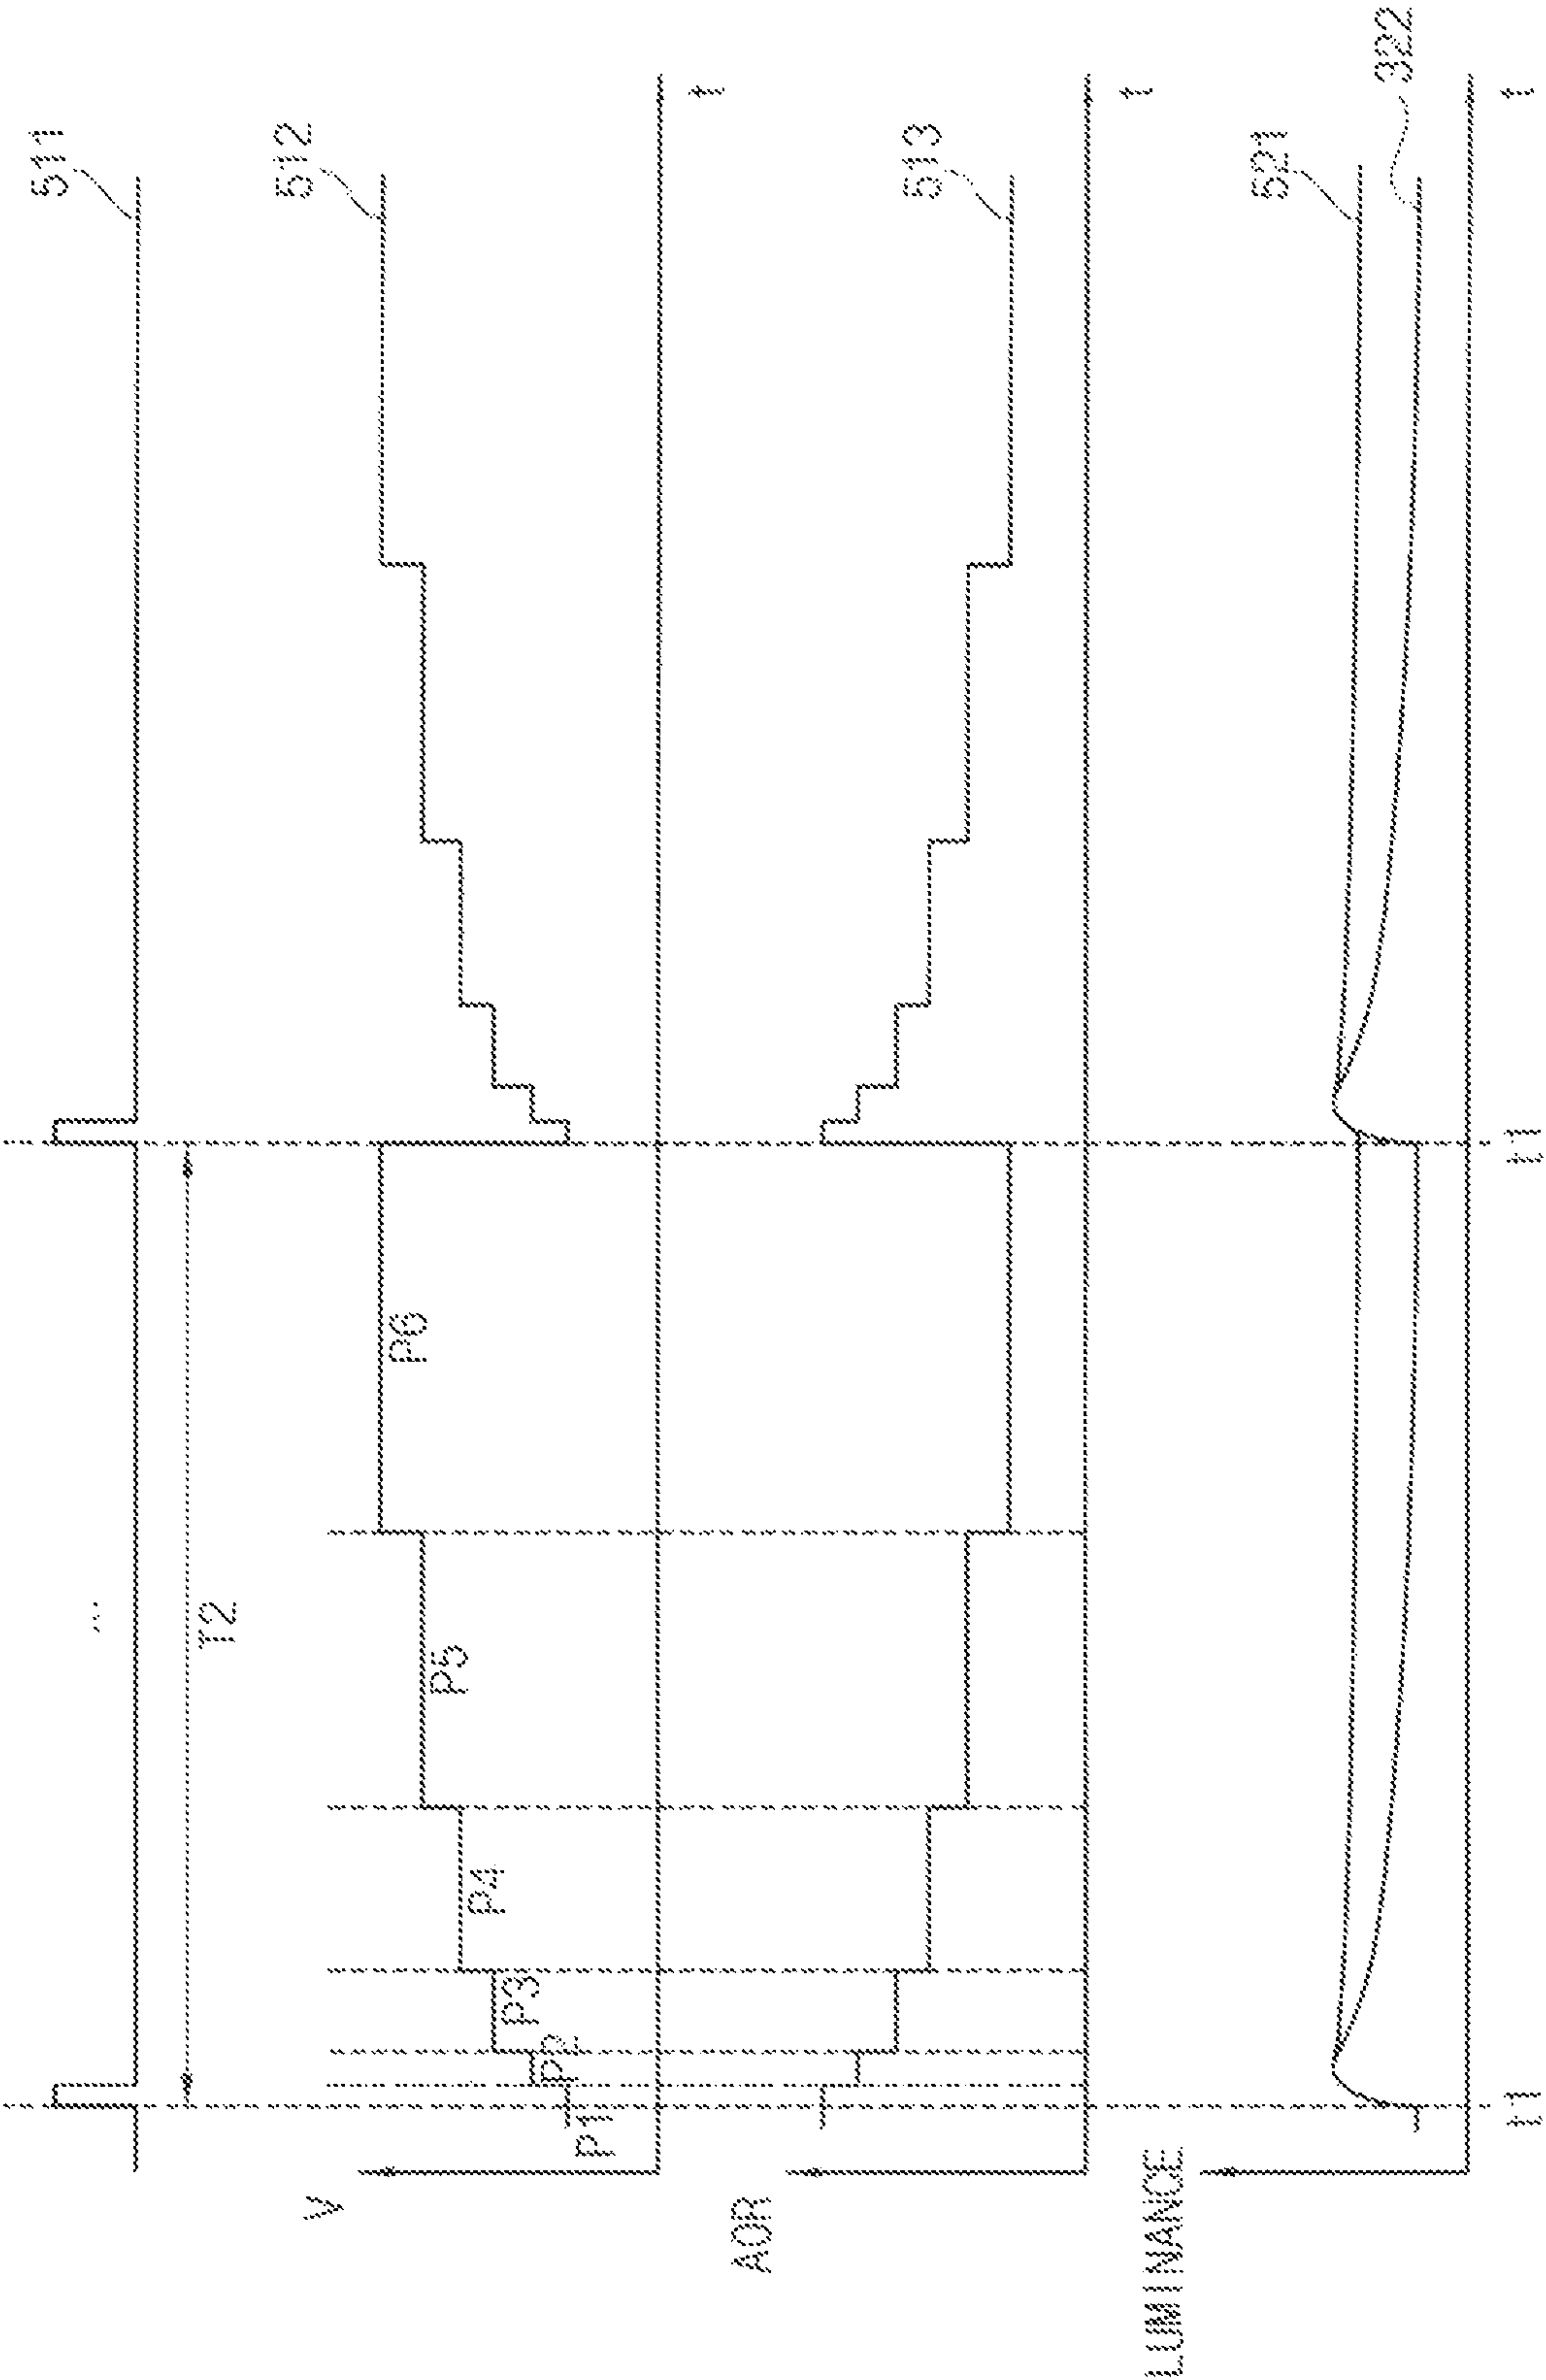 511
...
T2
V
512
P1
P2
P3
P4
P5
P6
t
AOR
513
t
LUMINANCE
521
322
t1
t1
t